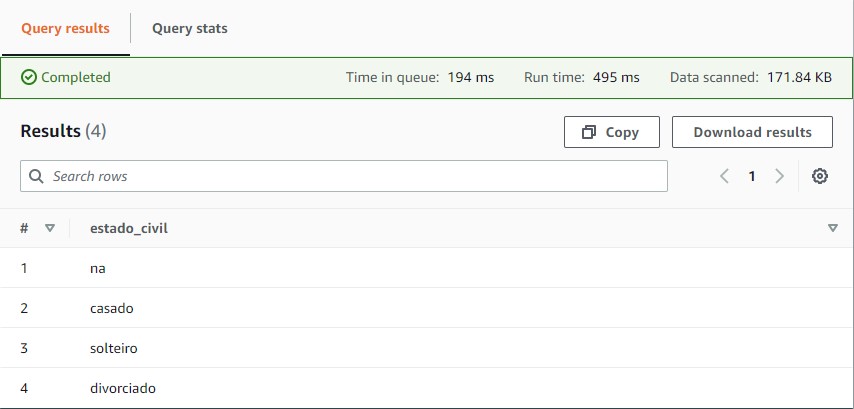 Query results Query stats
Completed Time in queue: 194 ms Run time: 495 ms Data scanned: 171.84 KB
Results (4) Copy Download results
Search rows 1
# estado_civil
1 na
2 casado
3 solteiro
4 divorciado